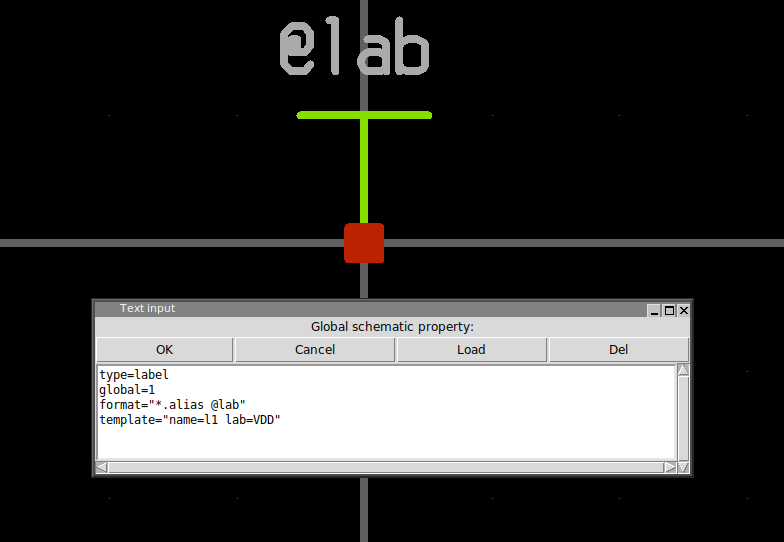 @lab
Text input
Global schematic property:
OK Cancel Load Del
type=label
global=1
format="*.alias @lab"
template="name=l1 lab=VDD"